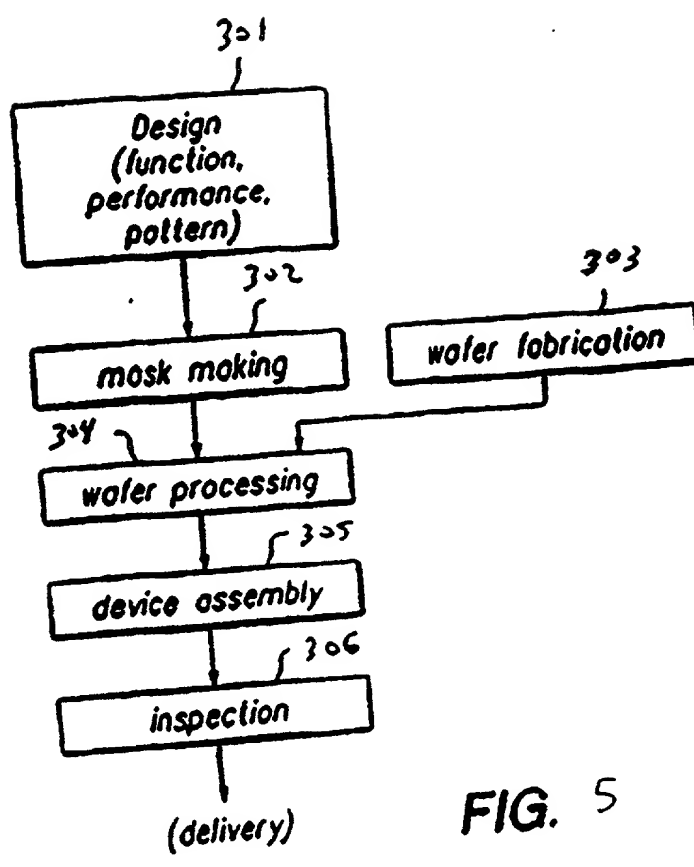 301
Design
(function,
performance,
pattern)
302
303
mask making
wafer fabrication
304
wafer processing
305
device assembly
306
inspection
(delivery)
FIG. 5